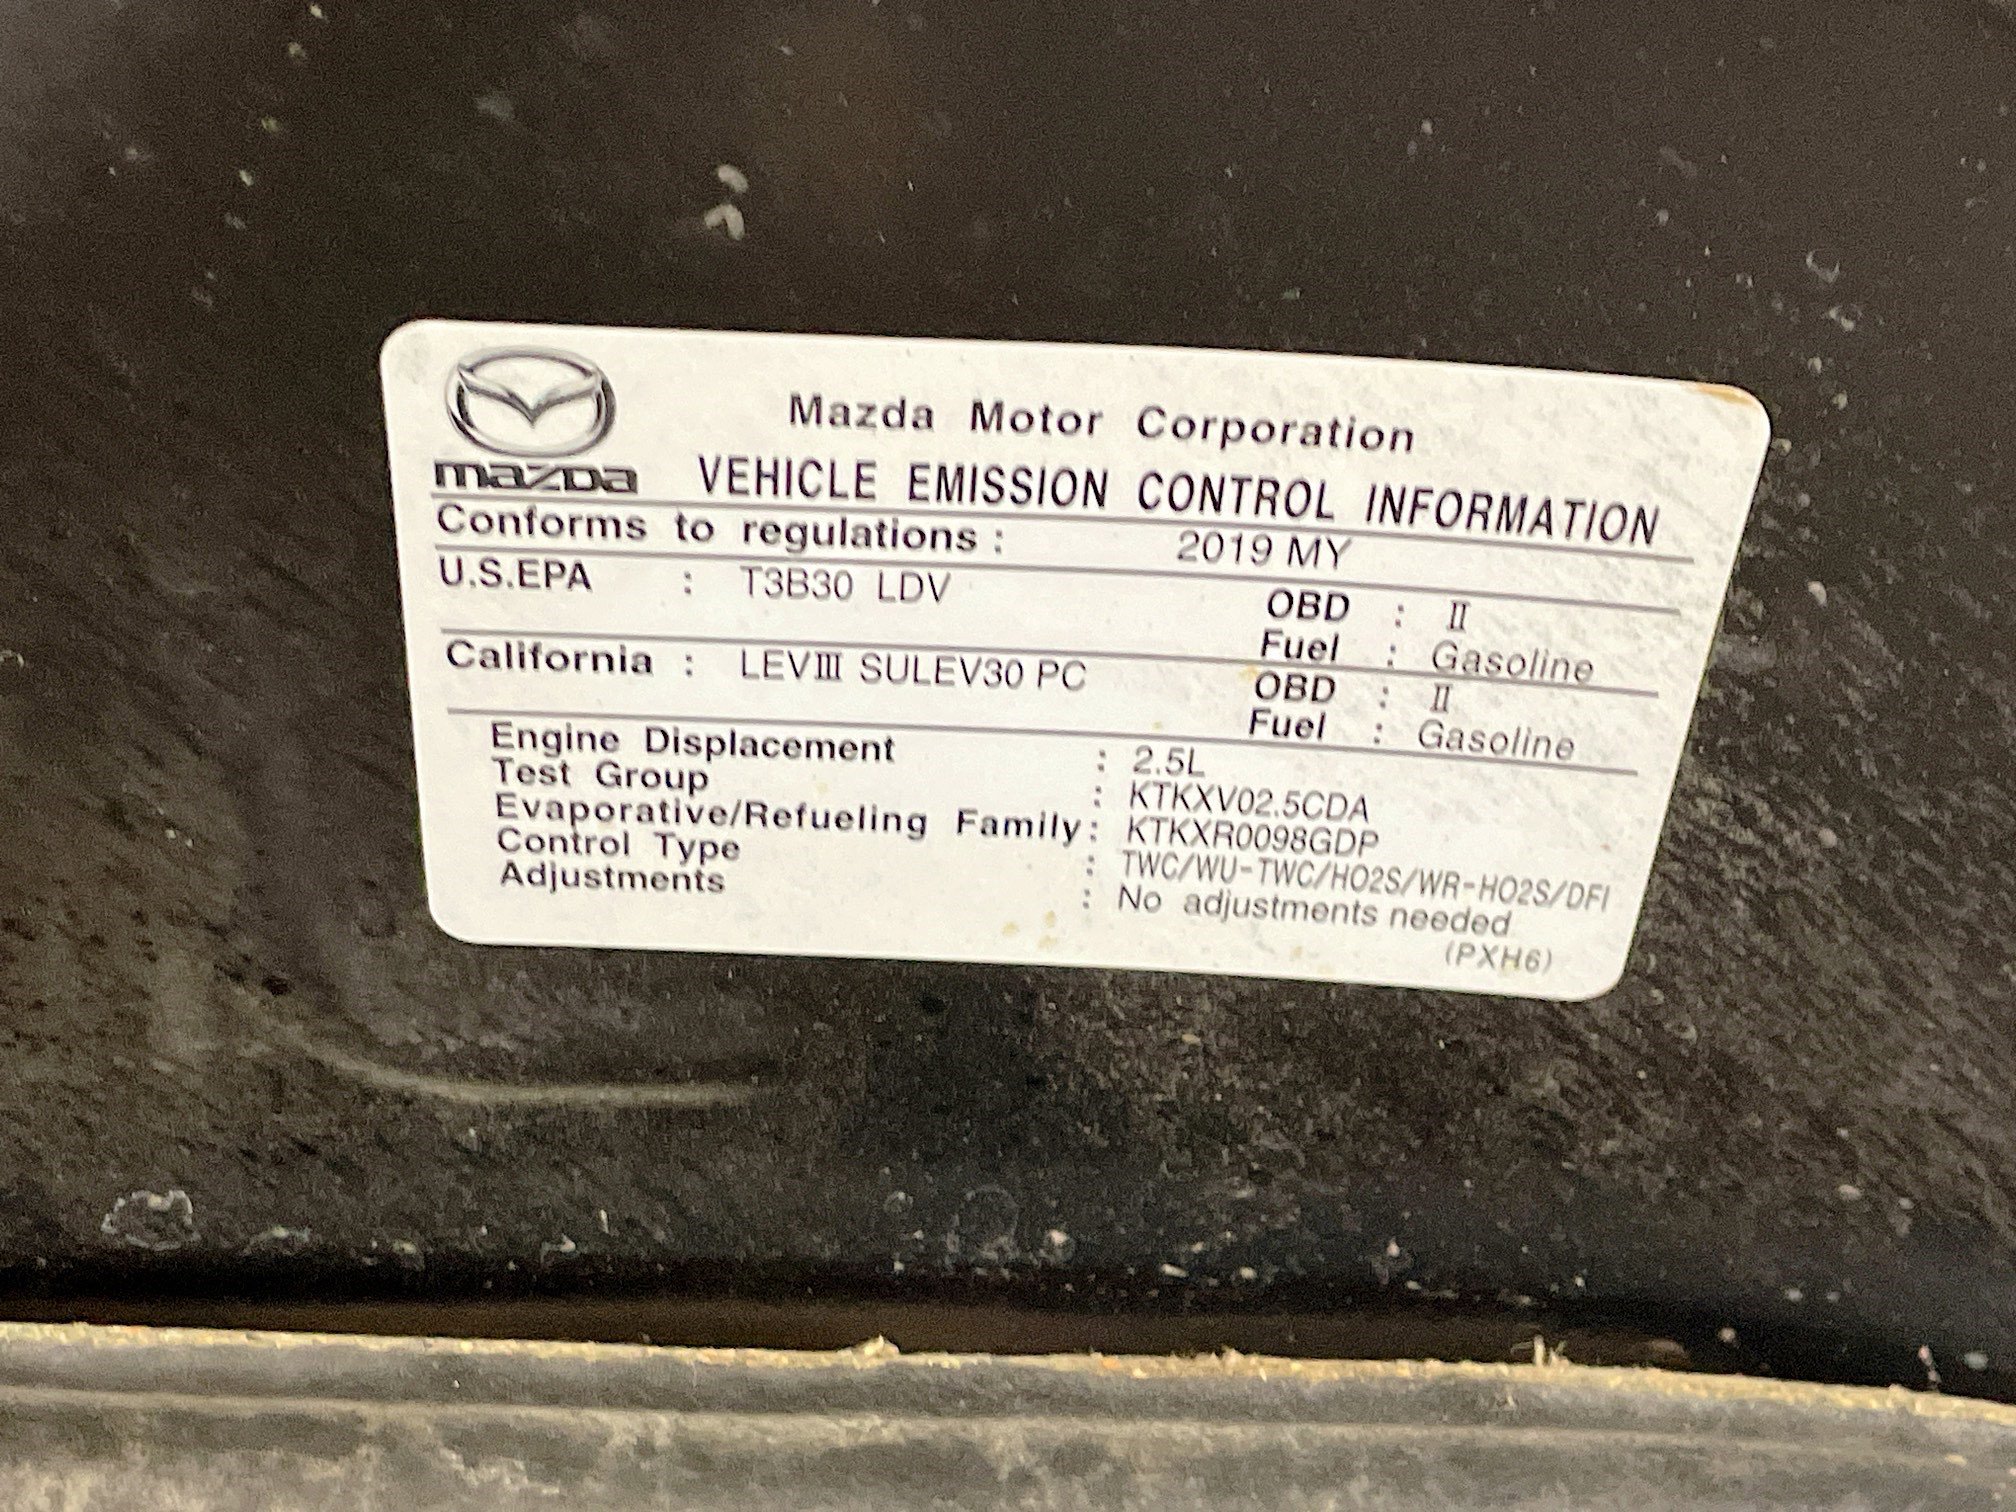 Mazda Motor Corporation
mazda VEHICLE EMISSION CONTROL INFORMATION
Conforms to regulations : 2019 MY
U.S.EPA : T3B30 LDV OBD : Ⅱ
Fuel : Gasoline
California : LEVⅢ SULEV30 PC OBD : Ⅱ
Fuel : Gasoline
Engine Displacement : 2.5L
Test Group : KTKXV02.5CDA
Evaporative/Refueling Family : KTKXR0098GDP
Control Type : TWC/WU-TWC/HO2S/WR-HO2S/DFI
Adjustments : No adjustments needed
(PXH6)